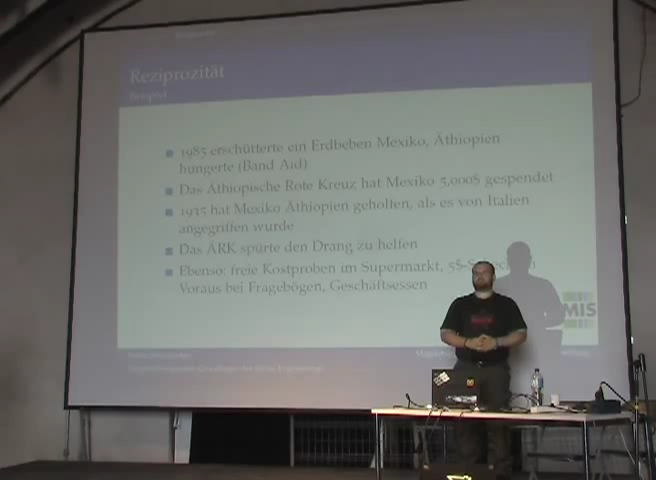 Reziprozität
Beispiel
1985 erschütterte ein Erdbeben Mexiko, Äthiopien
hungerte (Band Aid)
Das Äthiopische Rote Kreuz hat Mexiko 5,000$ gespendet
1935 hat Mexiko Äthiopien geholfen, als es von Italien
angegriffen wurde
Das ÄRK spürte den Drang zu helfen
Ebenso: freie Kostproben im Supermarkt, 5$-
Voraus bei Fragebögen, Geschäftsessen
MIS